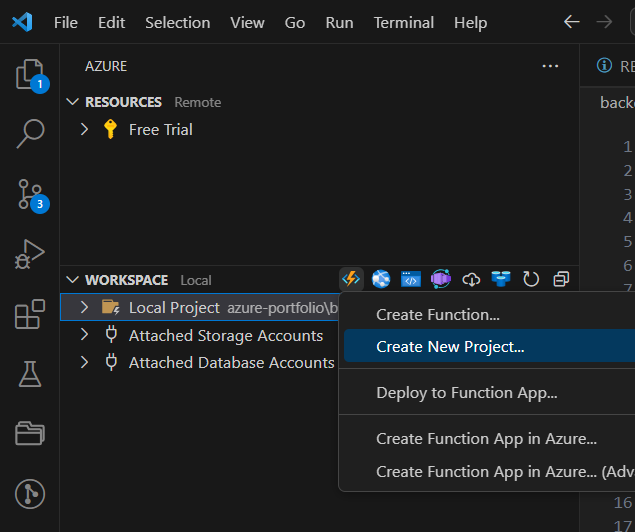 File Edit Selection View Go Run Terminal Help
AZURE
RE
RESOURCES Remote
Free Trial
1
3
WORKSPACE Local
Local Project azure-portfolio\b
Attached Storage Accounts
Attached Database Accounts
Create Function...
Create New Project...
Deploy to Function App...
Create Function App in Azure...
Create Function App in Azure... (Adva
backe
1
2
3
4
5
6
7
8
16
17